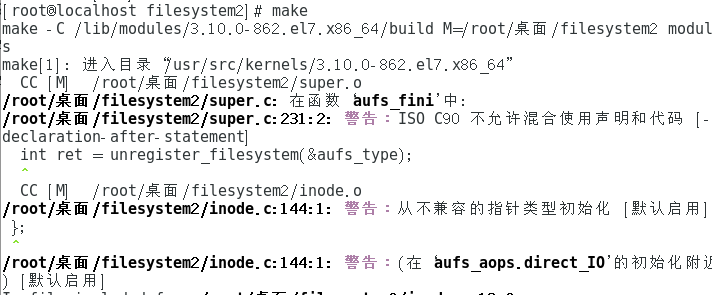 [root@localhost filesystem2]# make
make -C /lib/modules/3.10.0-862.el7.x86_64/build M=/root/桌面/filesystem2 modul
s
make[1]: 进入目录“/usr/src/kernels/3.10.0-862.el7.x86_64”
CC [M] /root/桌面/filesystem2/super.o
/root/桌面/filesystem2/super.c: 在函数‘aufs_fini’中:
/root/桌面/filesystem2/super.c:231:2: 警告：ISO C90 不允许混合使用声明和代码 [-
declaration-after-statement]
int ret = unregister_filesystem(&aufs_type);
^
CC [M] /root/桌面/filesystem2/inode.o
/root/桌面/filesystem2/inode.c:144:1: 警告：从不兼容的指针类型初始化 [默认启用]
};
^
/root/桌面/filesystem2/inode.c:144:1: 警告：(在‘aufs_aops.direct_IO’的初始化附近
) [默认启用]